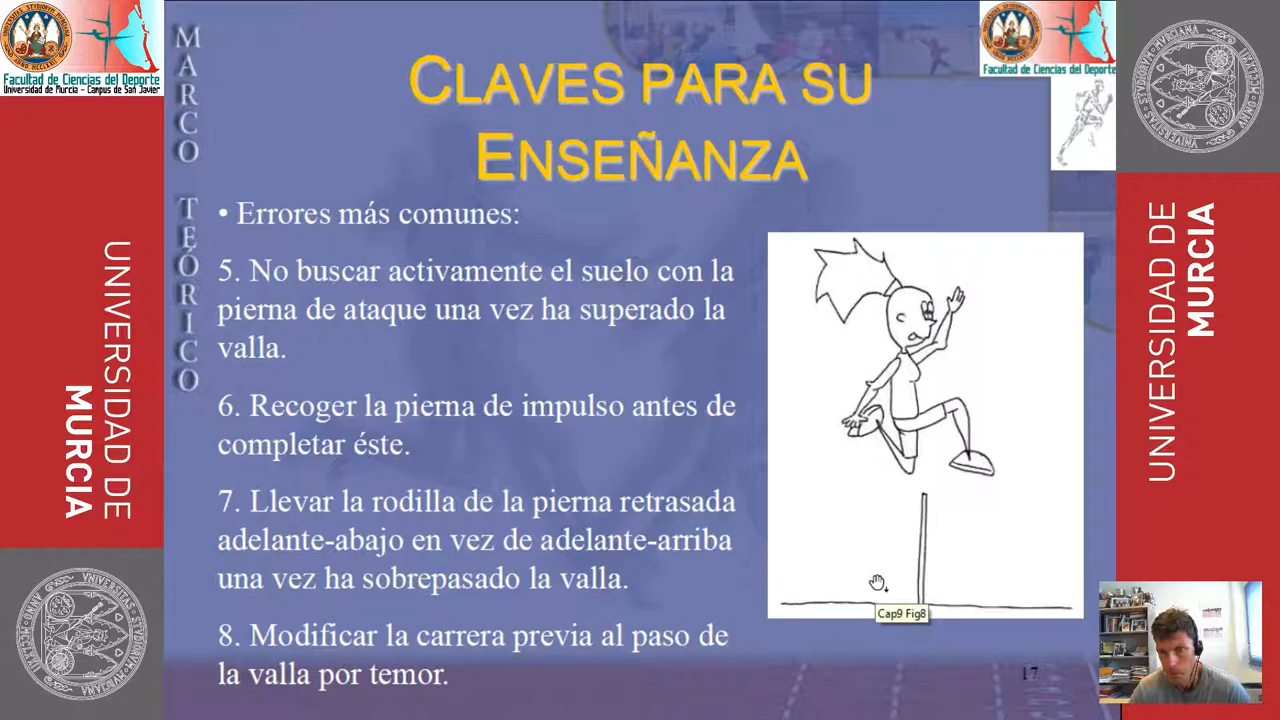 Facultad de Ciencias del Deporte
Universidad de Murcia - Campus de San Javier
UNIVERSIDAD DE
MURCIA
MARCO TEÓRICO
CLAVES PARA SU
ENSEÑANZA
• Errores más comunes:
5. No buscar activamente el suelo con la
pierna de ataque una vez ha superado la
valla.
6. Recoger la pierna de impulso antes de
completar éste.
7. Llevar la rodilla de la pierna retrasada
adelante-abajo en vez de adelante-arriba
una vez ha sobrepasado la valla.
8. Modificar la carrera previa al paso de
la valla por temor.
Cap9 Fig8
17
Facultad de Ciencias del Deporte
UNIVERSIDAD DE
MURCIA